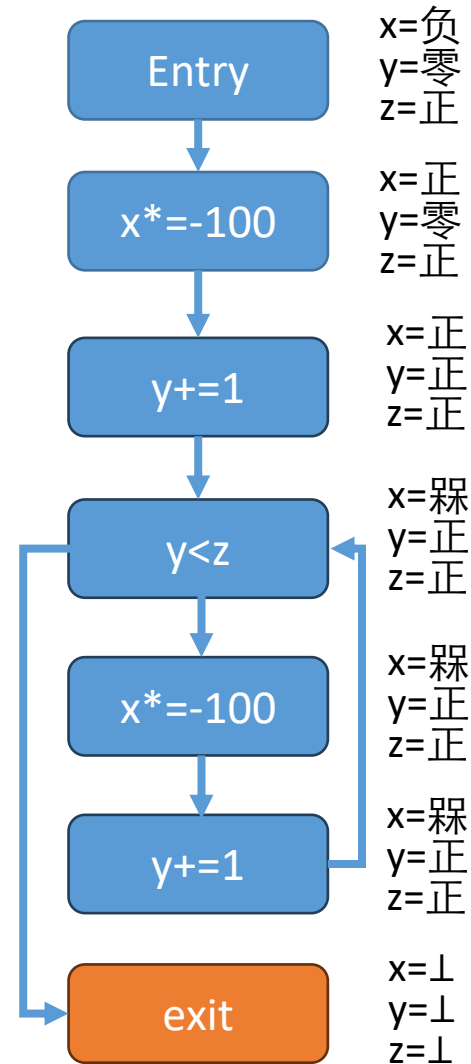 Entry
x=负
y=零
z=正
x*=-100
x=正
y=零
z=正
y+=1
x=正
y=正
z=正
y<z
x=槑
y=正
z=正
x*=-100
x=槑
y=正
z=正
y+=1
x=槑
y=正
z=正
exit
x=⊥
y=⊥
z=⊥